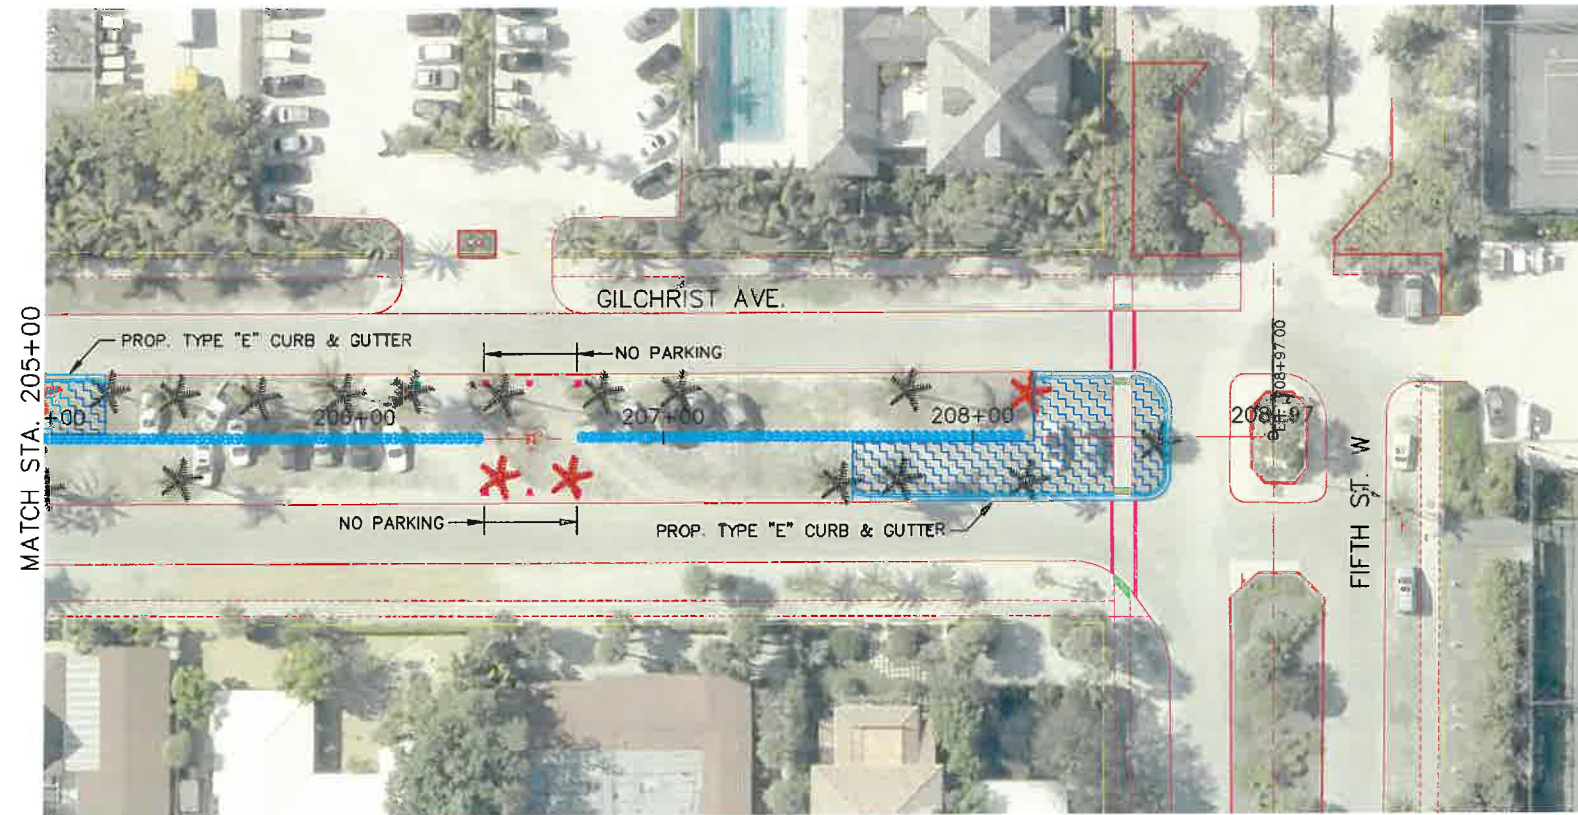 GILCHRIST AVE.
MATCH STA. 205+00
PROP. TYPE "E" CURB & GUTTER
NO PARKING
+00
206+00
207+00
208+00
208+97
NO PARKING
PROP. TYPE "E" CURB & GUTTER
FIFTH ST. W